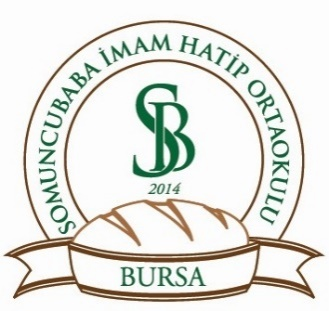 SOMUNCUBABA İMAM HATİP ORTAOKULU
SB
2014
BURSA